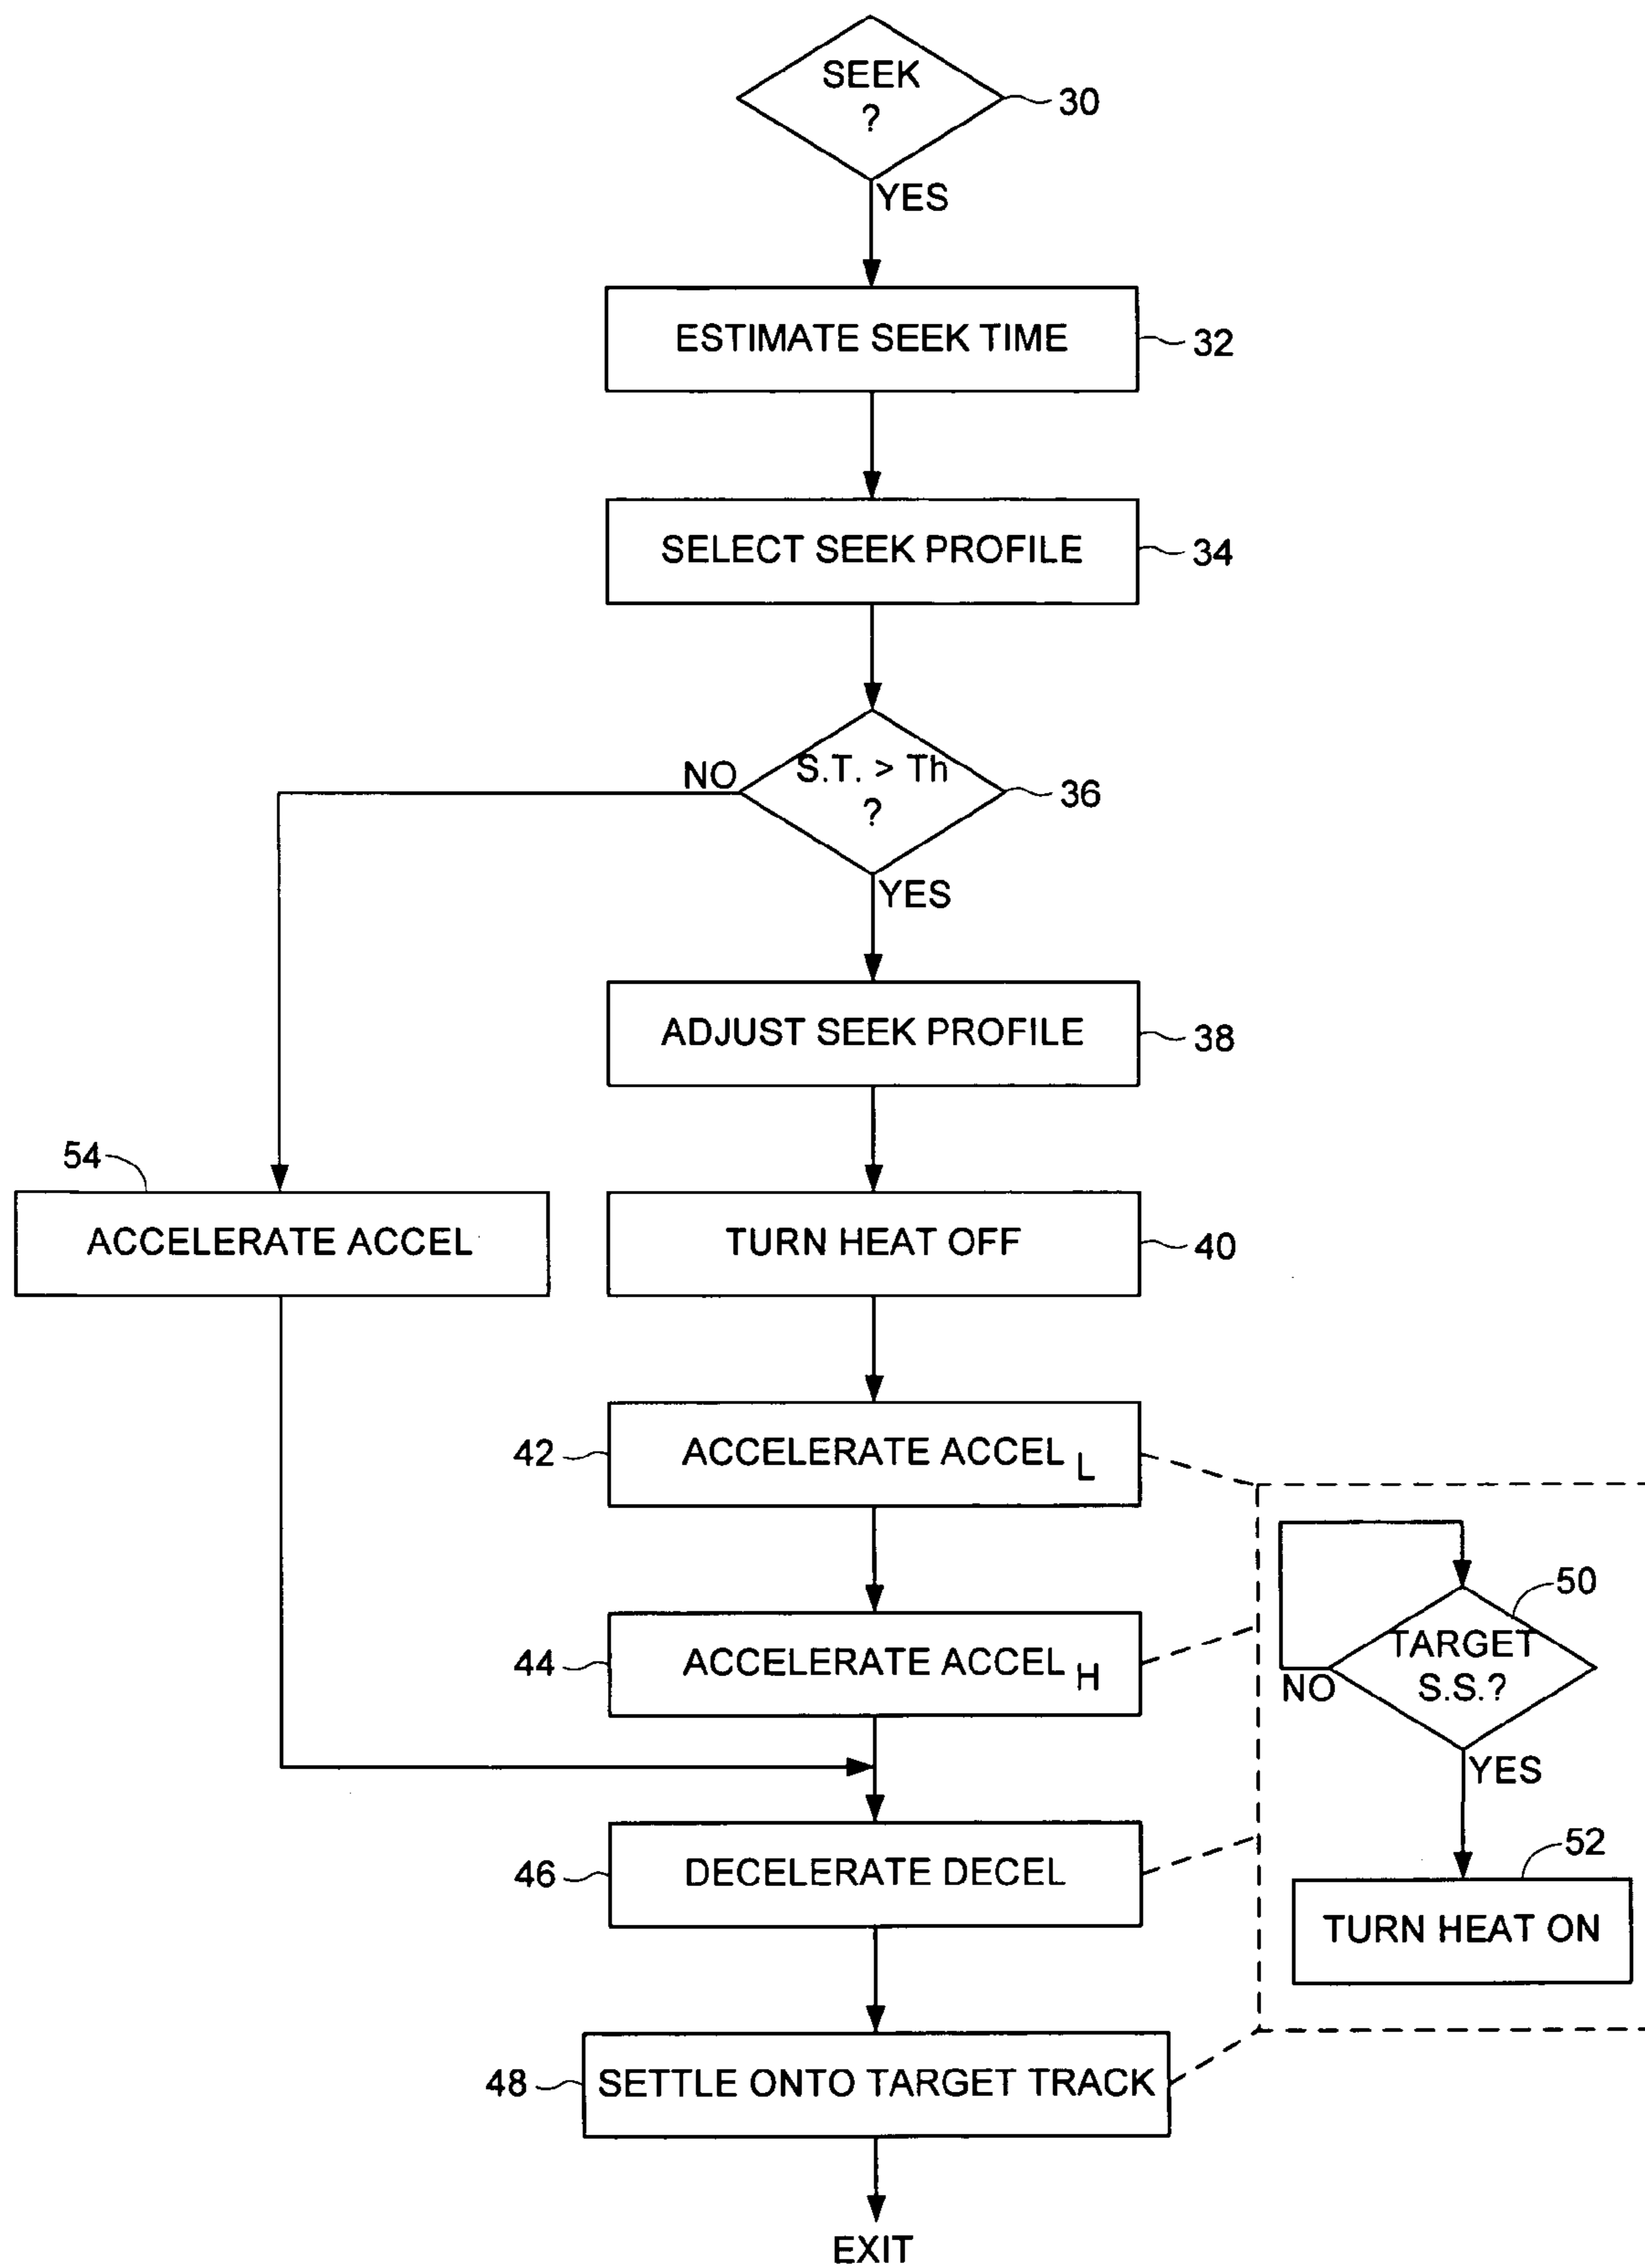 SEEK
?
30
YES
ESTIMATE SEEK TIME
32
SELECT SEEK PROFILE
34
NO
S.T. > Th
?
36
YES
ADJUST SEEK PROFILE
38
54
ACCELERATE ACCEL
TURN HEAT OFF
40
42
ACCELERATE ACCEL L
44
ACCELERATE ACCEL H
50
TARGET
S.S.?
NO
YES
46
DECELERATE DECEL
52
TURN HEAT ON
48
SETTLE ONTO TARGET TRACK
EXIT